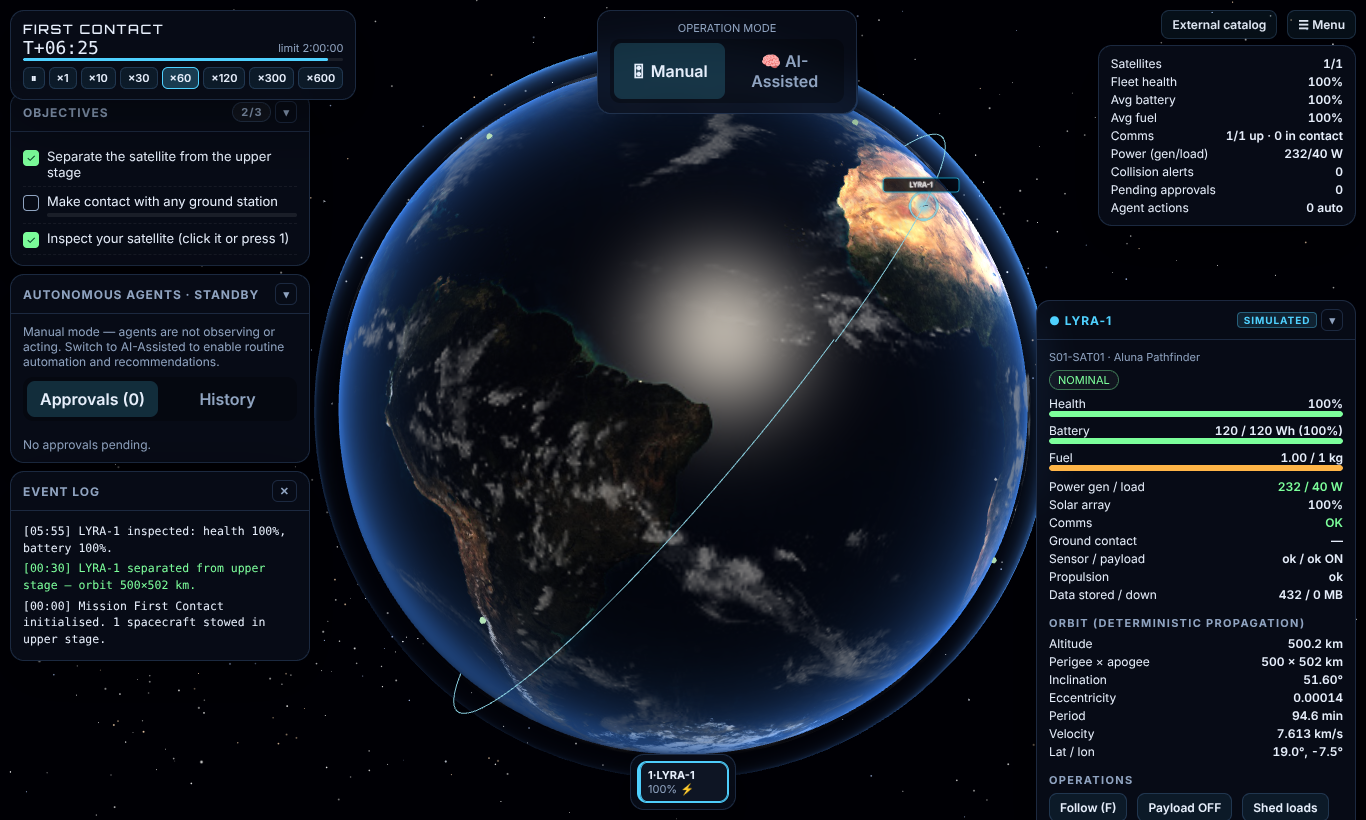 FIRST CONTACT
T+06:25
limit 2:00:00
×1
×10
×30
×60
×120
×300
×600
OBJECTIVES
2/3
Separate the satellite from the upper
stage
Make contact with any ground station
Inspect your satellite (click it or press 1)
AUTONOMOUS AGENTS · STANDBY
Manual mode — agents are not observing or
acting. Switch to AI-Assisted to enable routine
automation and recommendations.
Approvals (0)
History
No approvals pending.
EVENT LOG
[05:55] LYRA-1 inspected: health 100%,
battery 100%.
[00:30] LYRA-1 separated from upper
stage — orbit 500×502 km.
[00:00] Mission First Contact
initialised. 1 spacecraft stowed in
upper stage.
OPERATION MODE
Manual
AI-
Assisted
LYRA-1
1·LYRA-1
100% ⚡
External catalog
☰ Menu
Satellites 1/1
Fleet health 100%
Avg battery 100%
Avg fuel 100%
Comms 1/1 up · 0 in contact
Power (gen/load) 232/40 W
Collision alerts 0
Pending approvals 0
Agent actions 0 auto
LYRA-1
SIMULATED
S01-SAT01 · Aluna Pathfinder
NOMINAL
Health 100%
Battery 120 / 120 Wh (100%)
Fuel 1.00 / 1 kg
Power gen / load 232 / 40 W
Solar array 100%
Comms OK
Ground contact —
Sensor / payload ok / ok ON
Propulsion ok
Data stored / down 432 / 0 MB
ORBIT (DETERMINISTIC PROPAGATION)
Altitude 500.2 km
Perigee × apogee 500 × 502 km
Inclination 51.60°
Eccentricity 0.00014
Period 94.6 min
Velocity 7.613 km/s
Lat / lon 19.0°, -7.5°
OPERATIONS
Follow (F)
Payload OFF
Shed loads